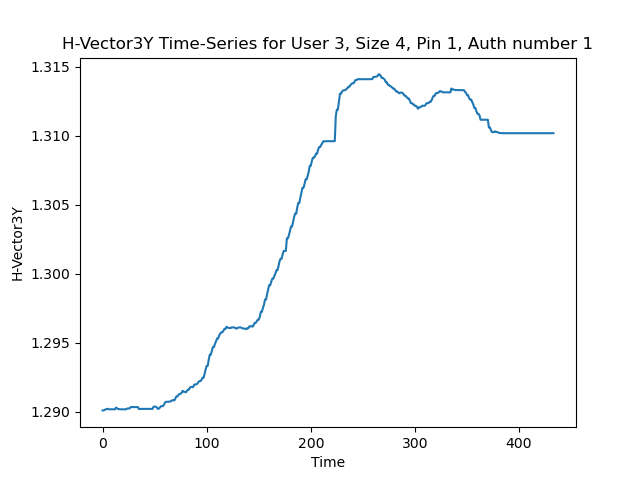 H-Vector3Y Time-Series for User 3, Size 4, Pin 1, Auth number 1
1.315
1.310
1.305
1.300
1.295
1.290
H-Vector3Y
0 100 200 300 400
Time